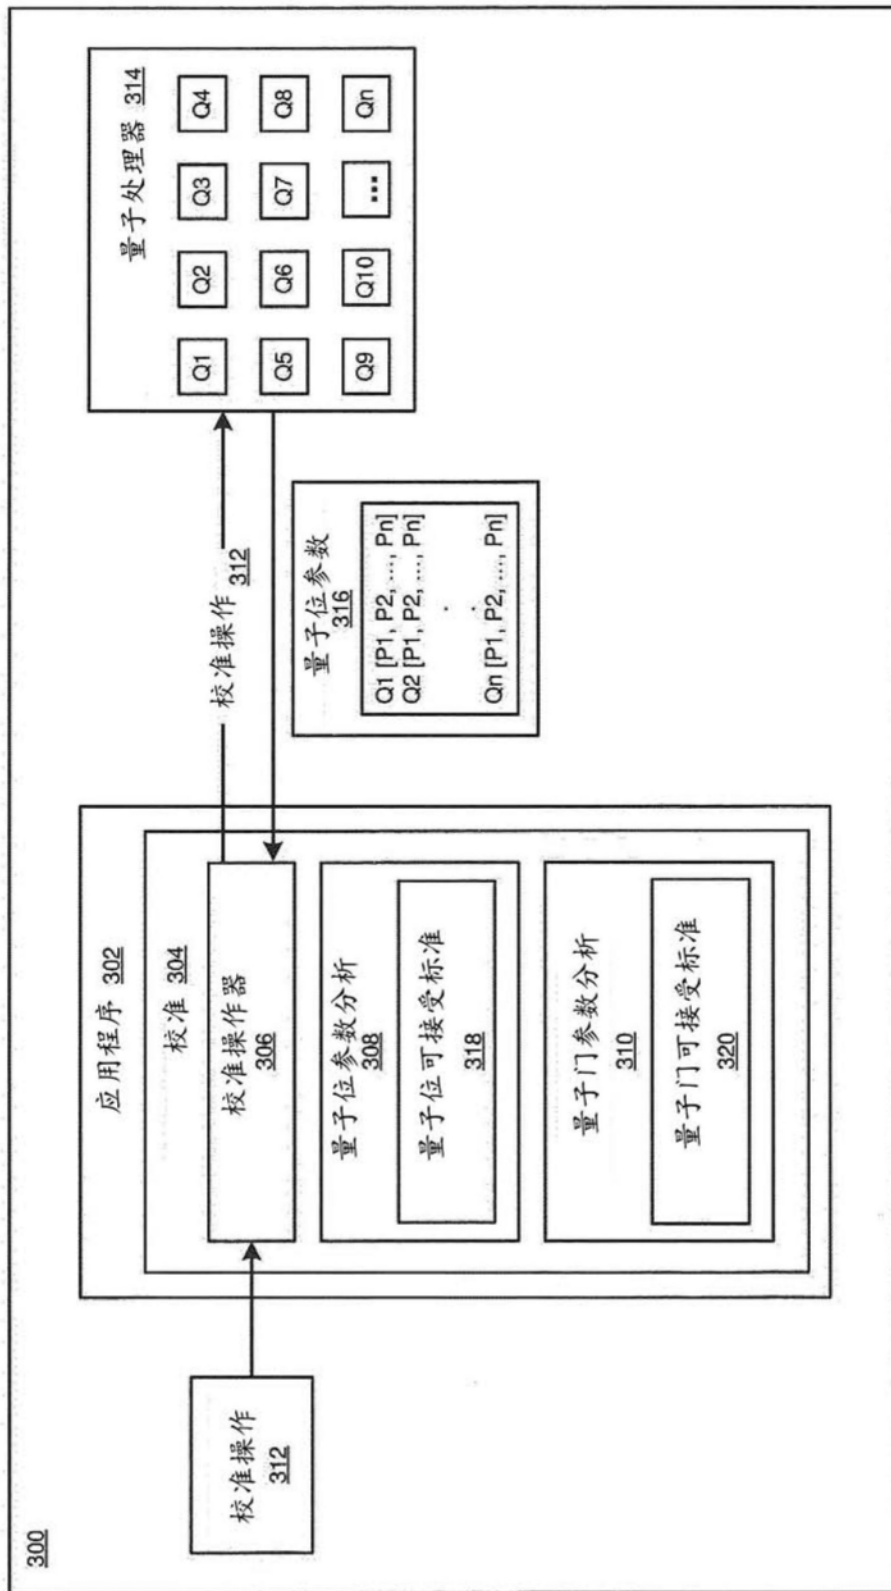 300
校准操作
312
应用程序 302
校准 304
校准操作器
306
量子位参数分析
308
量子位可接受标准
318
量子门参数分析
310
量子门可接受标准
320
校准操作
312
量子位参数
316
Q1 [P1, P2, ..., Pn]
Q2 [P1, P2, ..., Pn]
.
.
Qn [P1, P2, ..., Pn]
量子处理器 314
Q1 Q2 Q3 Q4
Q5 Q6 Q7 Q8
Q9 Q10 ... Qn